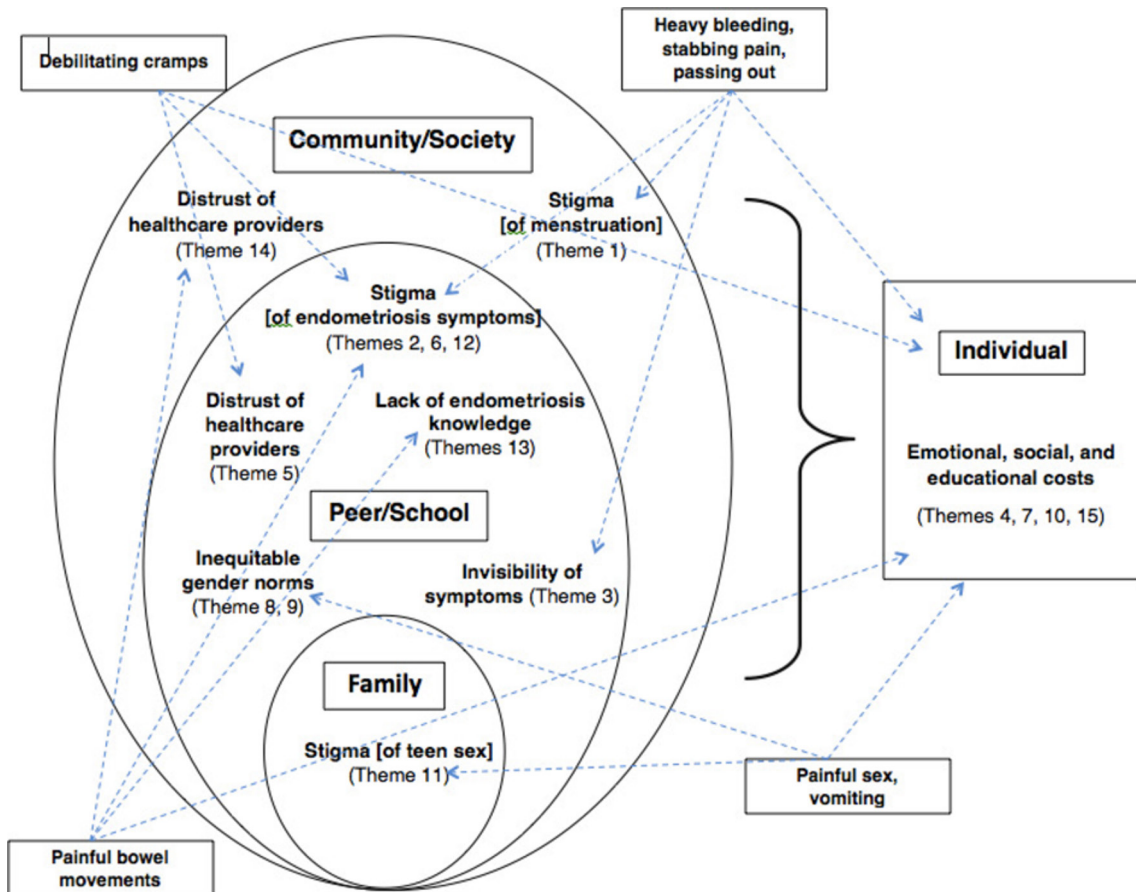 Debilitating cramps
Heavy bleeding,
stabbing pain,
passing out
Community/Society
Distrust of
healthcare providers
(Theme 14)
Stigma
[of menstruation]
(Theme 1)
Stigma
[of endometriosis symptoms]
(Themes 2, 6, 12)
Distrust of
healthcare
providers
(Theme 5)
Lack of endometriosis
knowledge
(Themes 13)
Peer/School
Inequitable
gender norms
(Theme 8, 9)
Invisibility of
symptoms (Theme 3)
Family
Stigma [of teen sex]
(Theme 11)
Individual
Emotional, social, and
educational costs
(Themes 4, 7, 10, 15)
Painful sex,
vomiting
Painful bowel
movements